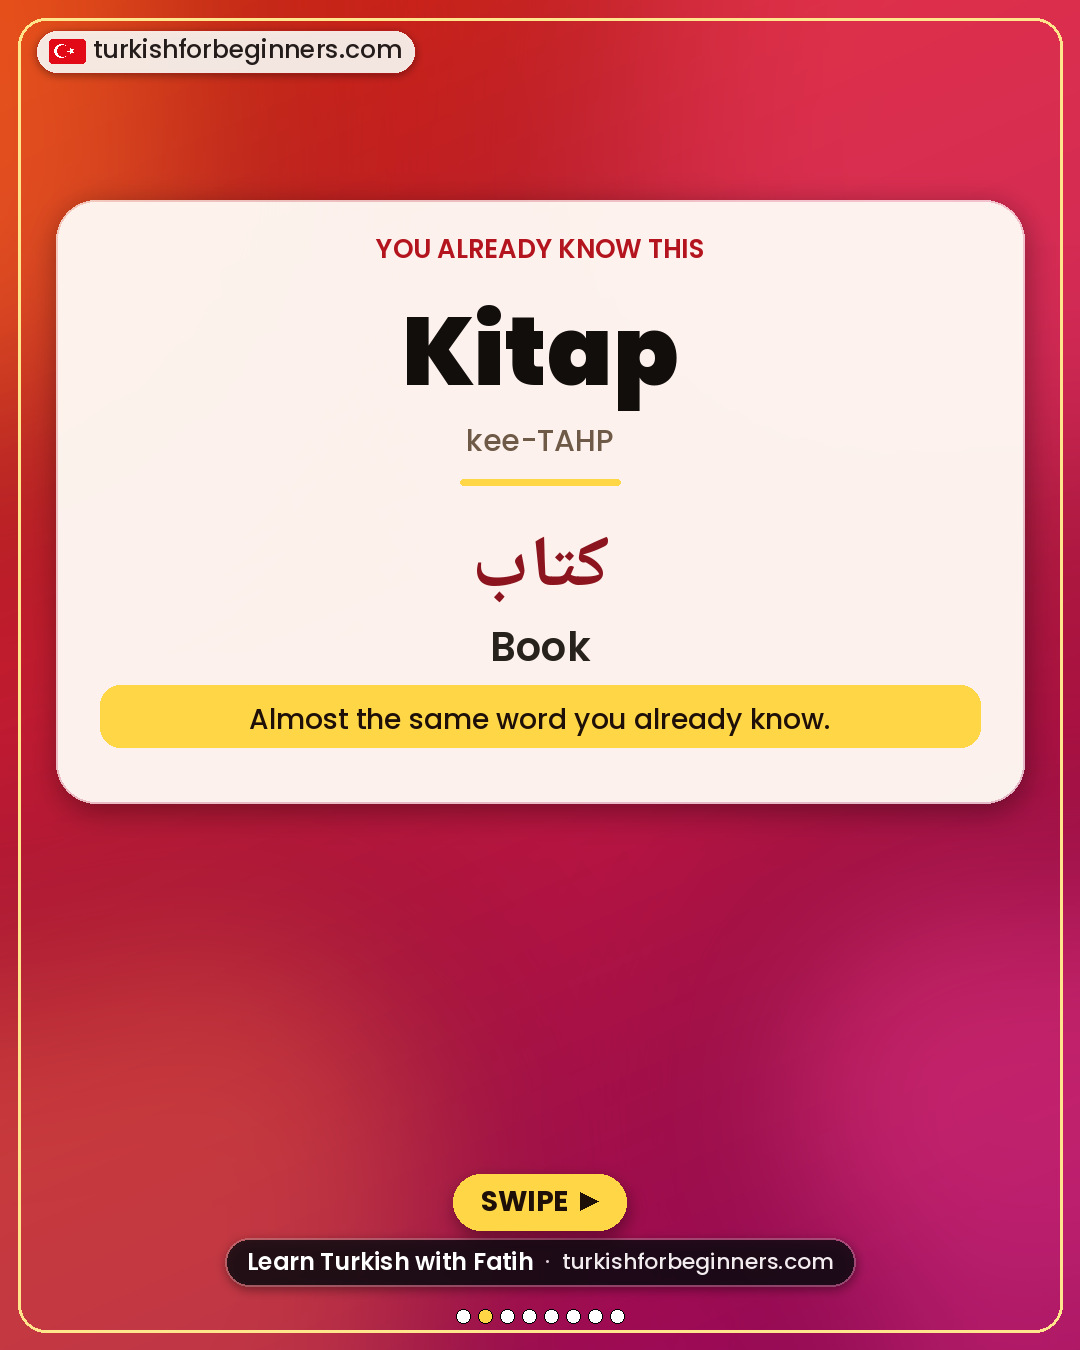 turkishforbeginners.com
YOU ALREADY KNOW THIS
Kitap
kee-TAHP
كتاب
Book
Almost the same word you already know.
SWIPE ▶
Learn Turkish with Fatih · turkishforbeginners.com